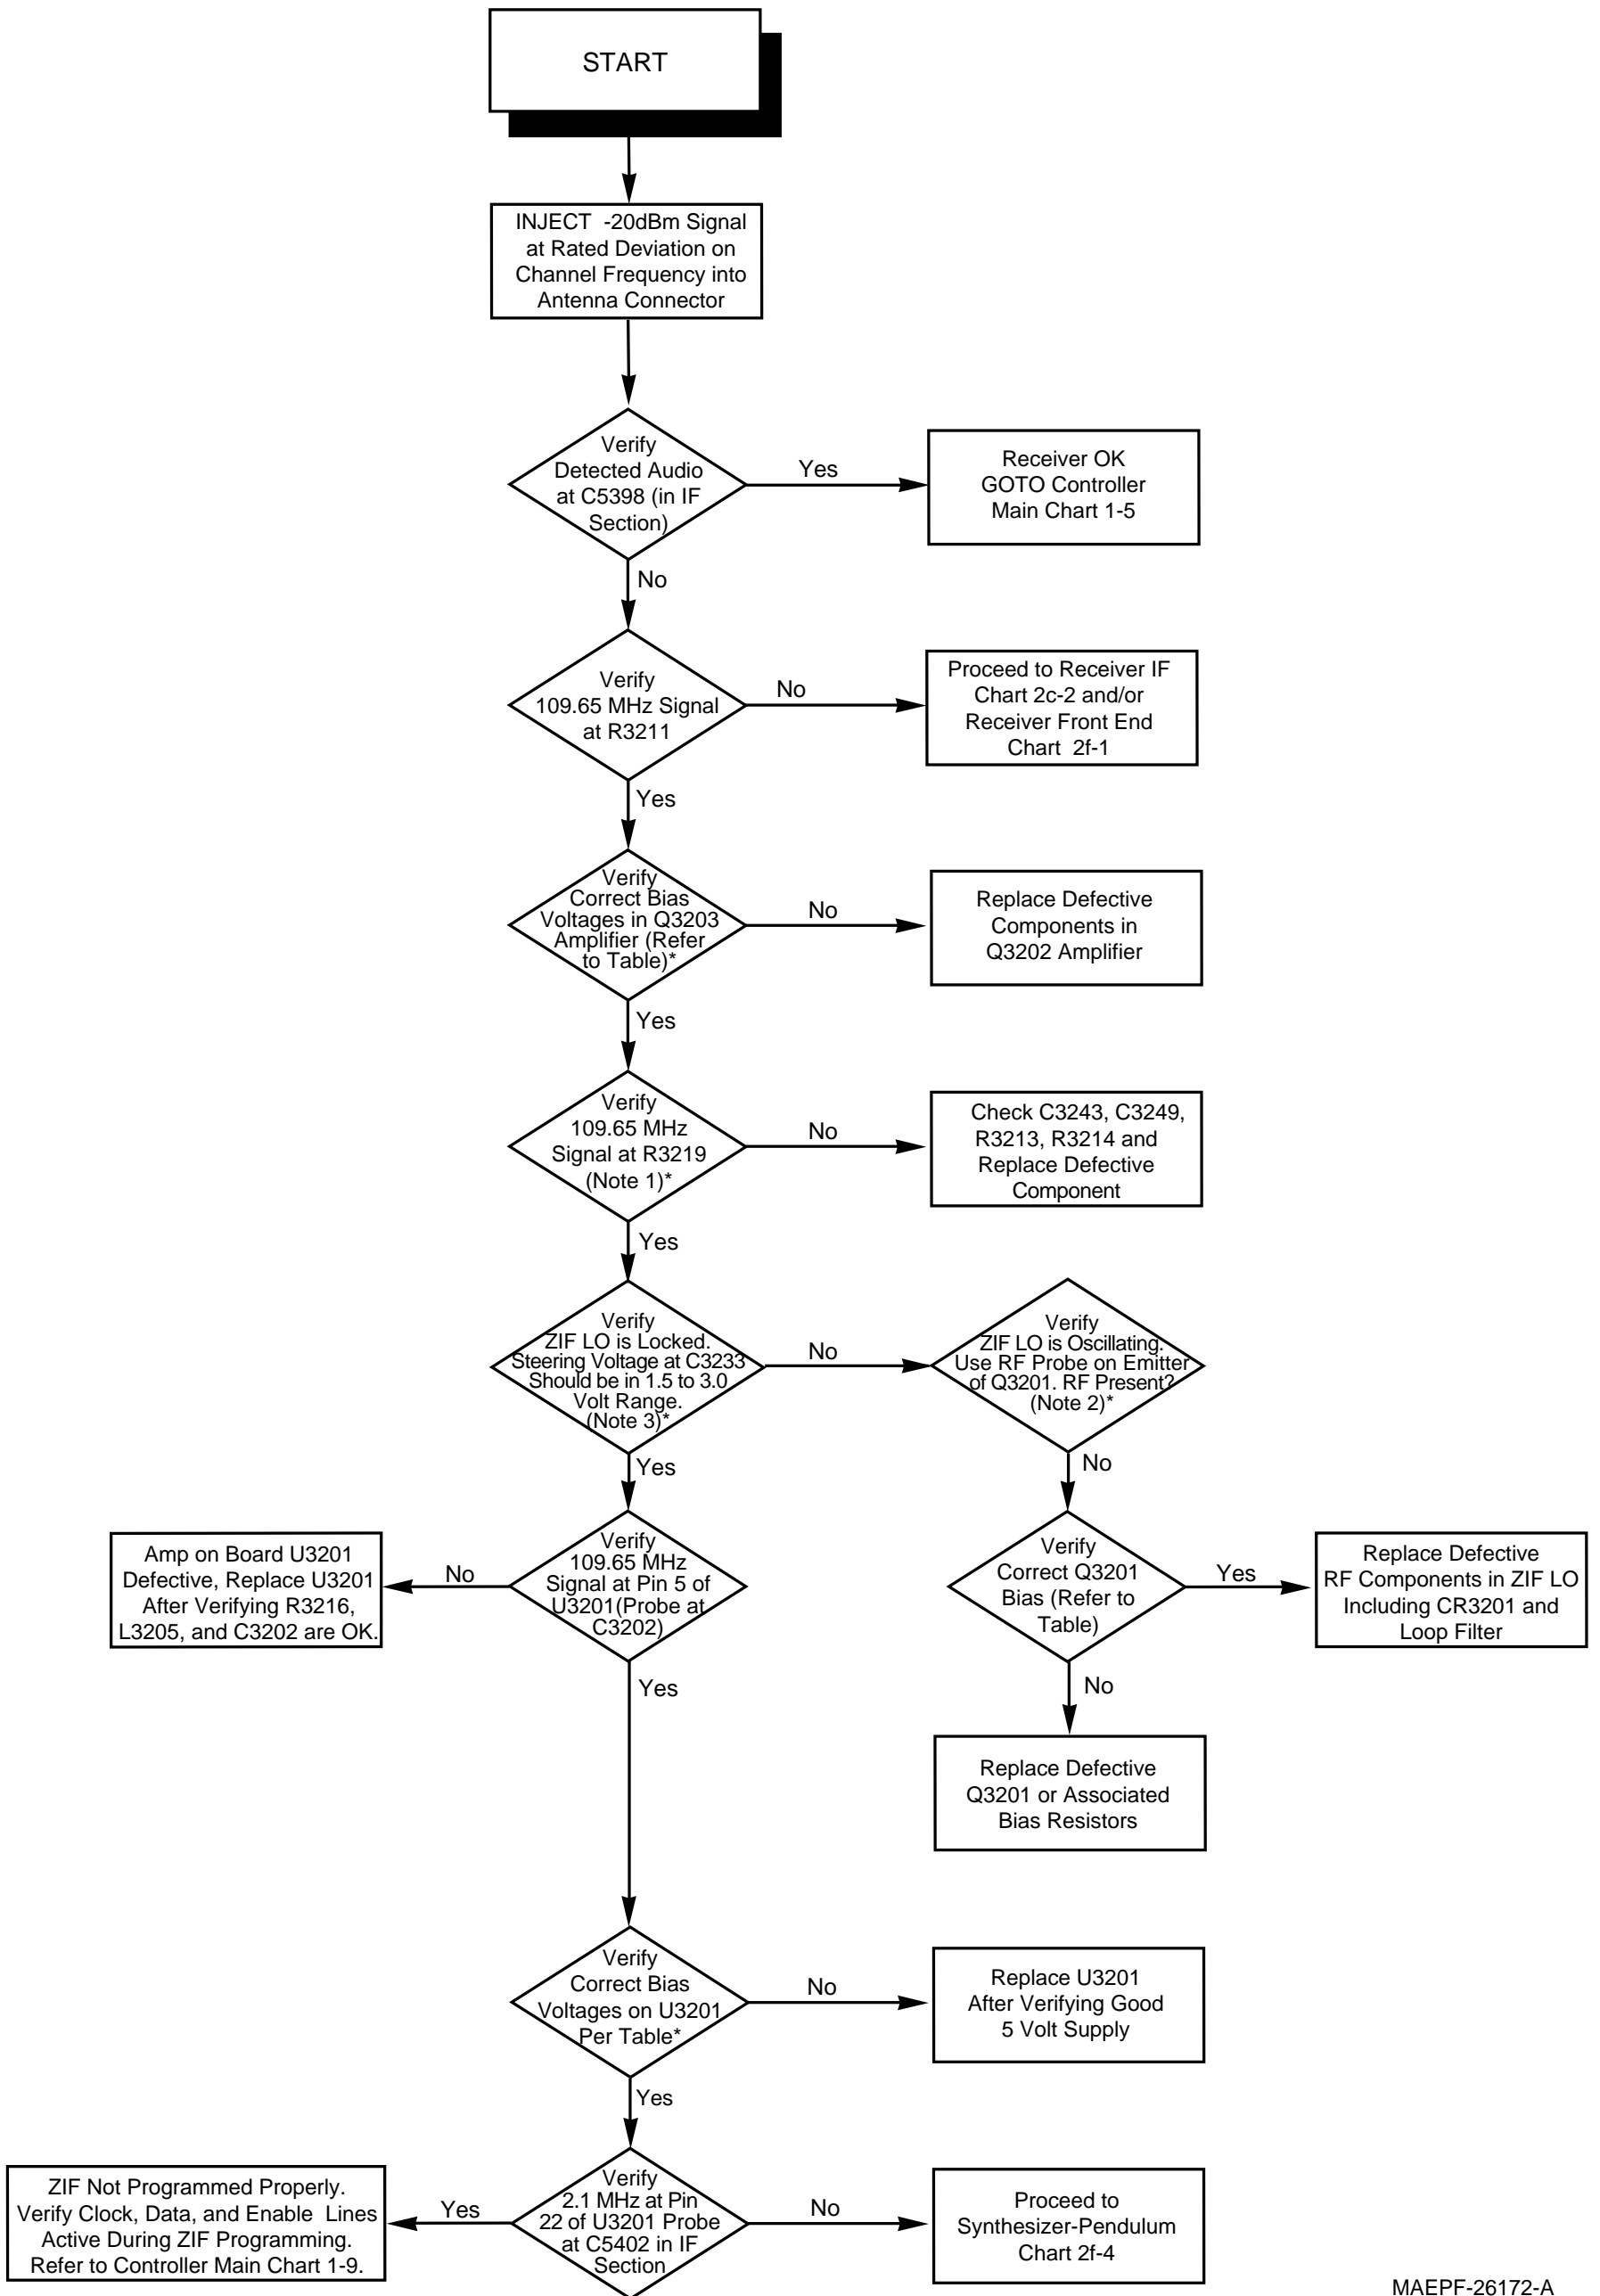 START
INJECT -20dBm Signal
at Rated Deviation on
Channel Frequency into
Antenna Connector
Verify
Detected Audio
at C5398 (in IF
Section)
Yes
Receiver OK
GOTO Controller
Main Chart 1-5
No
Verify
109.65 MHz Signal
at R3211
No
Proceed to Receiver IF
Chart 2c-2 and/or
Receiver Front End
Chart 2f-1
Yes
Verify
Correct Bias
Voltages in Q3203
Amplifier (Refer
to Table)*
No
Replace Defective
Components in
Q3202 Amplifier
Yes
Verify
109.65 MHz
Signal at R3219
(Note 1)*
No
Check C3243, C3249,
R3213, R3214 and
Replace Defective
Component
Yes
Verify
ZIF LO is Locked.
Steering Voltage at C3233
Should be in 1.5 to 3.0
Volt Range.
(Note 3)*
No
Verify
ZIF LO is Oscillating.
Use RF Probe on Emitter
of Q3201. RF Present?
(Note 2)*
Yes
No
Verify
109.65 MHz
Signal at Pin 5 of
U3201(Probe at
C3202)
No
Amp on Board U3201
Defective, Replace U3201
After Verifying R3216,
L3205, and C3202 are OK.
Verify
Correct Q3201
Bias (Refer to
Table)
Yes
Replace Defective
RF Components in ZIF LO
Including CR3201 and
Loop Filter
Yes
No
Replace Defective
Q3201 or Associated
Bias Resistors
Verify
Correct Bias
Voltages on U3201
Per Table*
No
Replace U3201
After Verifying Good
5 Volt Supply
Yes
Verify
2.1 MHz at Pin
22 of U3201 Probe
at C5402 in IF
Section
Yes
ZIF Not Programmed Properly.
Verify Clock, Data, and Enable Lines
Active During ZIF Programming.
Refer to Controller Main Chart 1-9.
No
Proceed to
Synthesizer-Pendulum
Chart 2f-4
MAEPF-26172-A